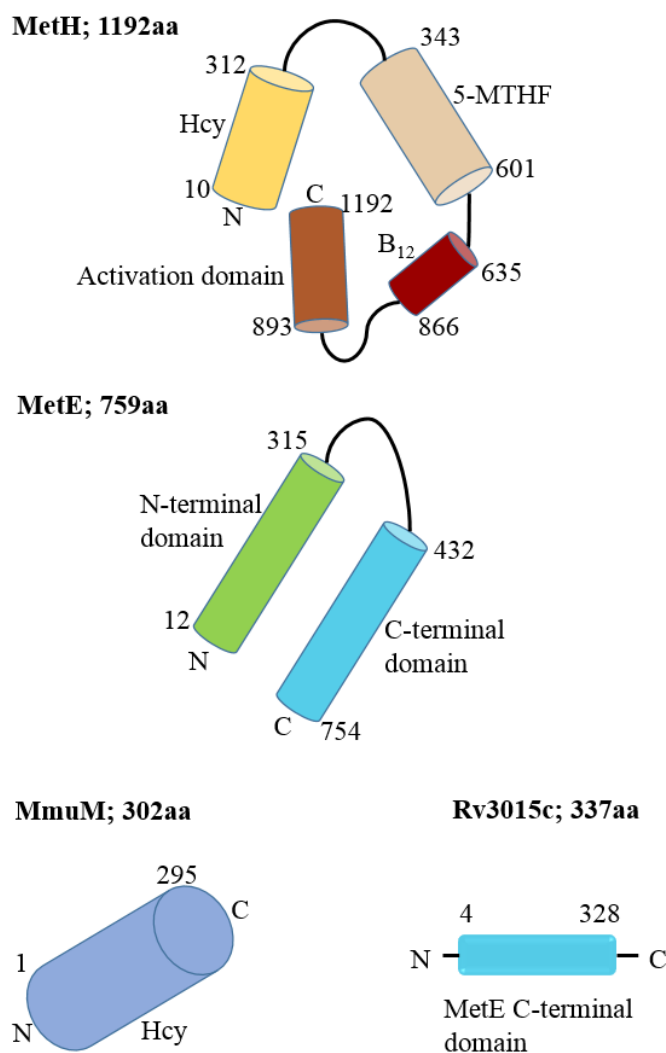 MetH; 1192aa
312
343
Hcy
5-MTHF
10
N
601
C
1192
B12
Activation domain
635
893
866
MetE; 759aa
315
N-terminal
domain
432
12
N
C-terminal
domain
C
754
MmuM; 302aa
295
C
1
N
Hcy
Rv3015c; 337aa
4
328
N
C
MetE C-terminal
domain